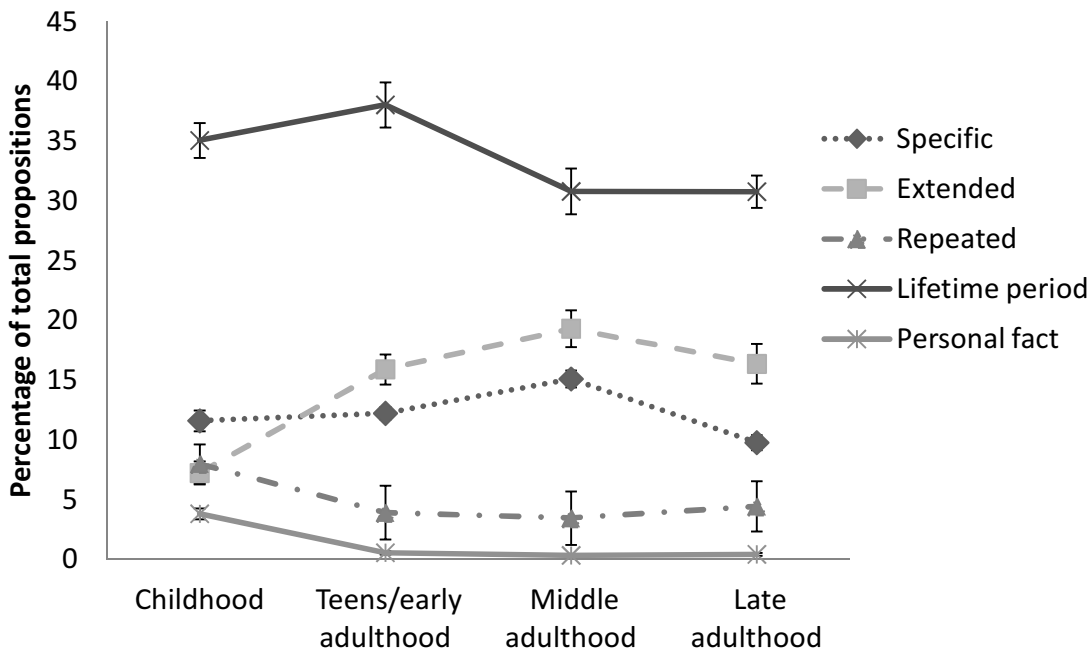 Percentage of total propositions
45
40
35
30
25
20
15
10
5
0
Childhood
Teens/early
adulthood
Middle
adulthood
Late
adulthood
Specific
Extended
Repeated
Lifetime period
Personal fact